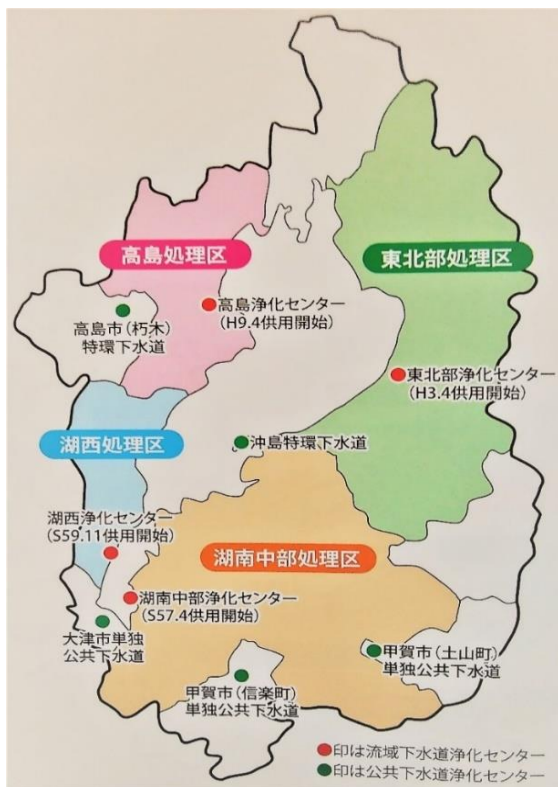 高島処理区
東北部処理区
高島浄化センター
(H9.4供用開始)
高島市(朽木)
特環下水道
東北部浄化センター
(H3.4供用開始)
湖西処理区
沖島特環下水道
湖西浄化センター
(S59.11供用開始)
湖南中部処理区
湖南中部浄化センター
(S57.4供用開始)
大津市単独
公共下水道
甲賀市(土山町)
単独公共下水道
甲賀市(信楽町)
単独公共下水道
●印は流域下水道浄化センター
●印は公共下水道浄化センター